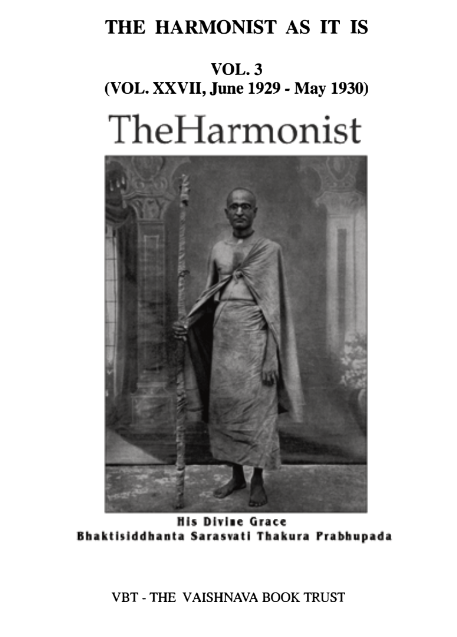 THE HARMONIST AS IT IS
VOL. 3
(VOL. XXVII, June 1929 - May 1930)
TheHarmonist
His Divine Grace
Bhaktisiddhanta Sarasvati Thakura Prabhupada
VBT - THE VAISHNAVA BOOK TRUST